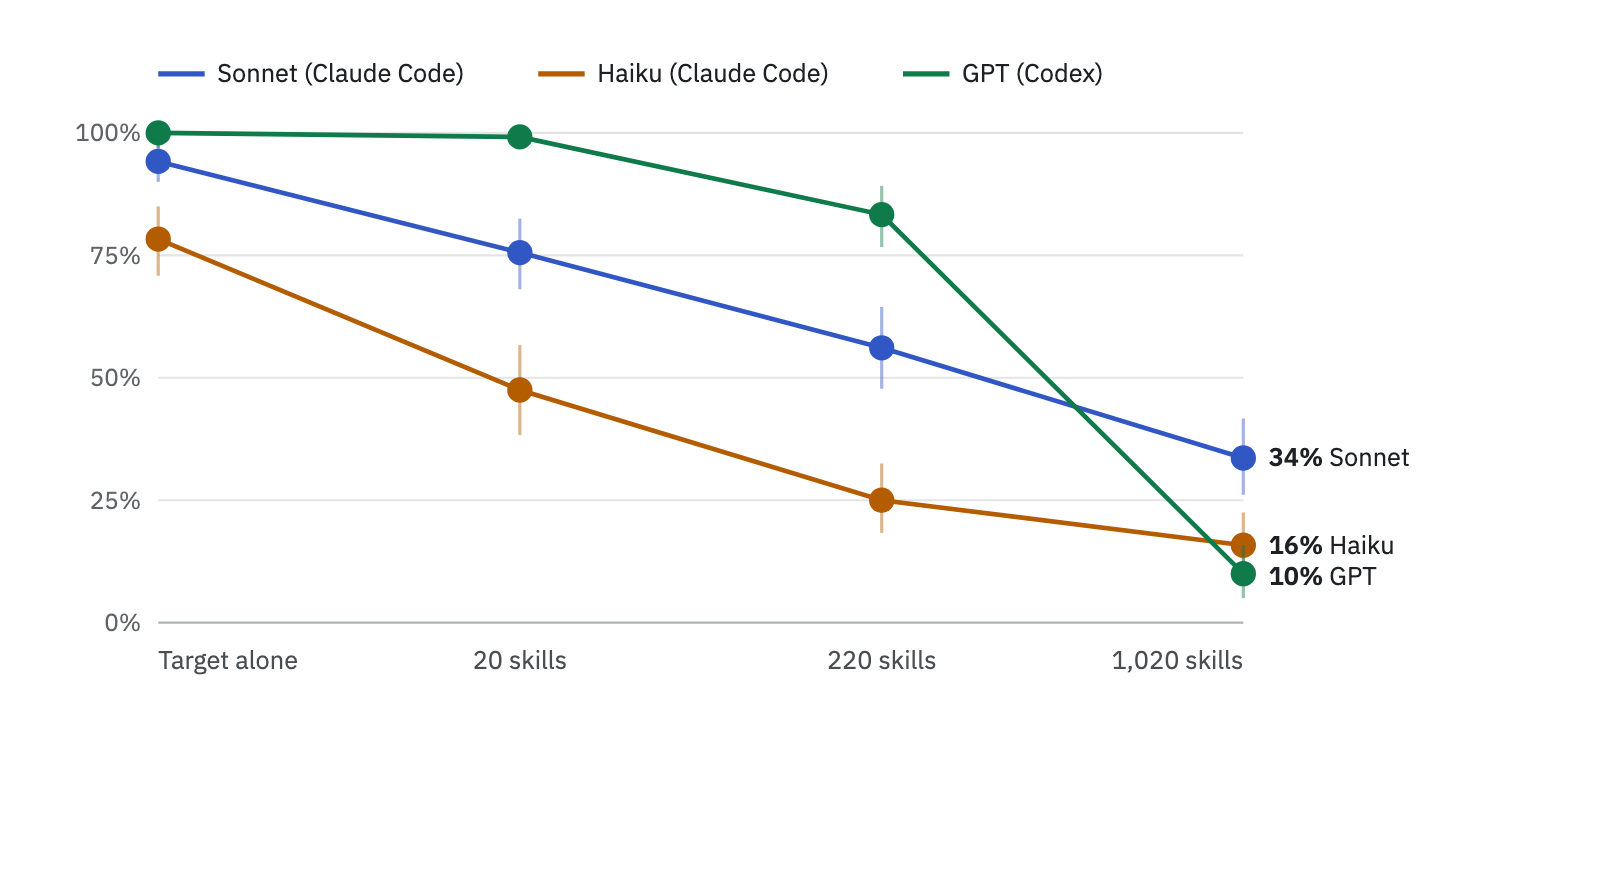 Sonnet (Claude Code) Haiku (Claude Code) GPT (Codex)
100%
75%
50%
25%
0%
34% Sonnet
16% Haiku
10% GPT
Target alone 20 skills 220 skills 1,020 skills